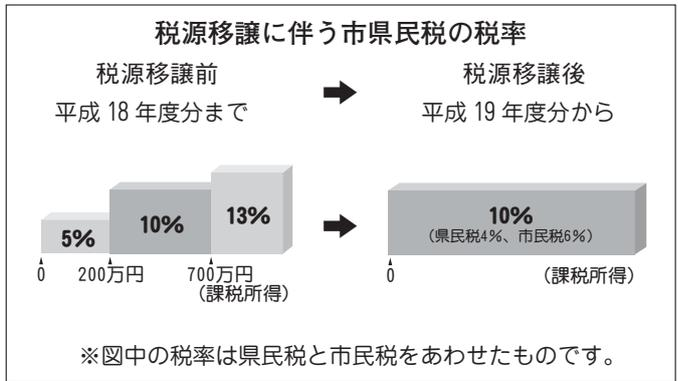 税源移譲に伴う市県民税の税率
税源移譲前
平成 18 年度分まで
税源移譲後
平成 19 年度分から
5%
10%
13%
0
200万円
700万円
(課税所得)
10%
(県民税4%、市民税6%)
0
(課税所得)
※図中の税率は県民税と市民税をあわせたものです。